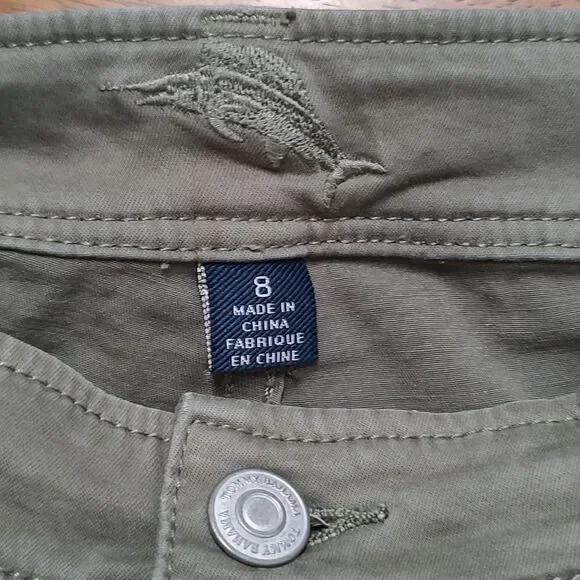 8
MADE IN
CHINA
FABRIQUE
EN CHINE
TOMMY BAHAMA TOMMY BAHAMA